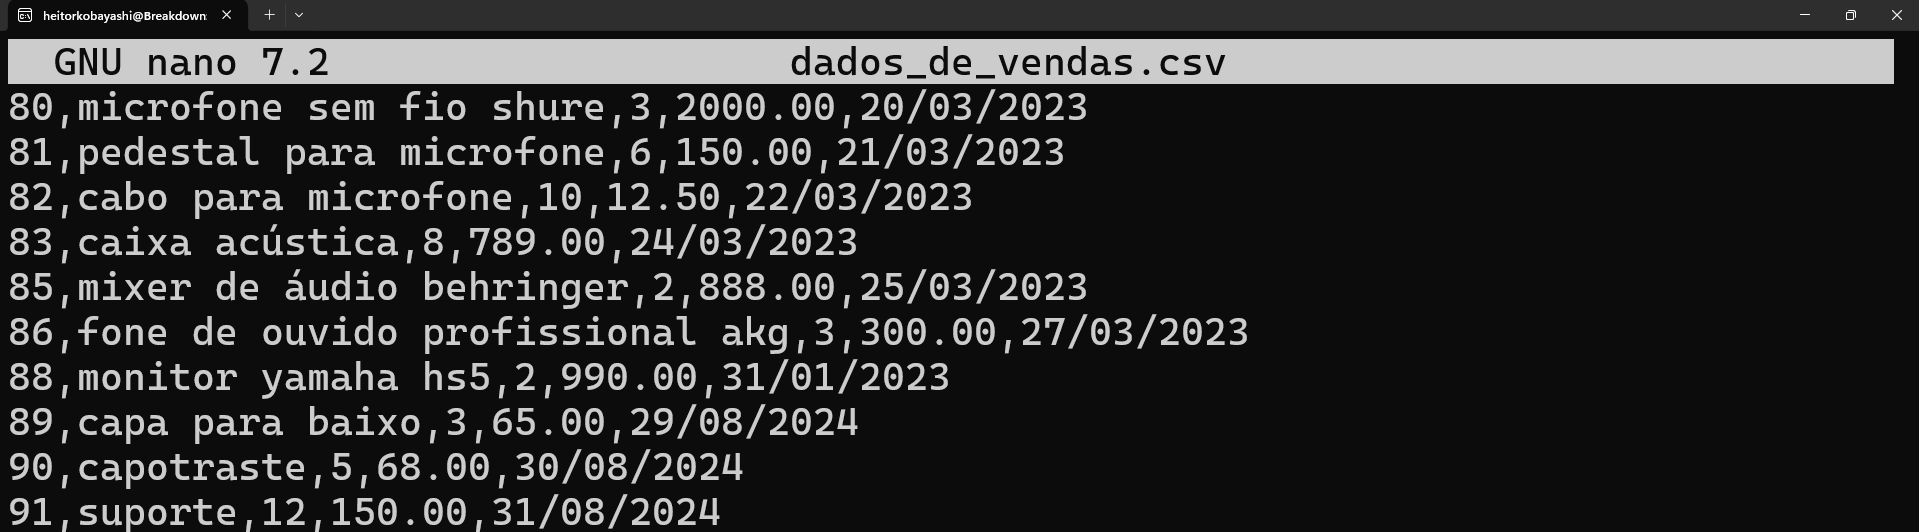 heitorkobayashi@Breakdown:
GNU nano 7.2 dados_de_vendas.csv
80,microfone sem fio shure,3,2000.00,20/03/2023
81,pedestal para microfone,6,150.00,21/03/2023
82,cabo para microfone,10,12.50,22/03/2023
83,caixa acústica,8,789.00,24/03/2023
85,mixer de áudio behringer,2,888.00,25/03/2023
86,fone de ouvido profissional akg,3,300.00,27/03/2023
88,monitor yamaha hs5,2,990.00,31/01/2023
89,capa para baixo,3,65.00,29/08/2024
90,capotraste,5,68.00,30/08/2024
91,suporte,12,150.00,31/08/2024